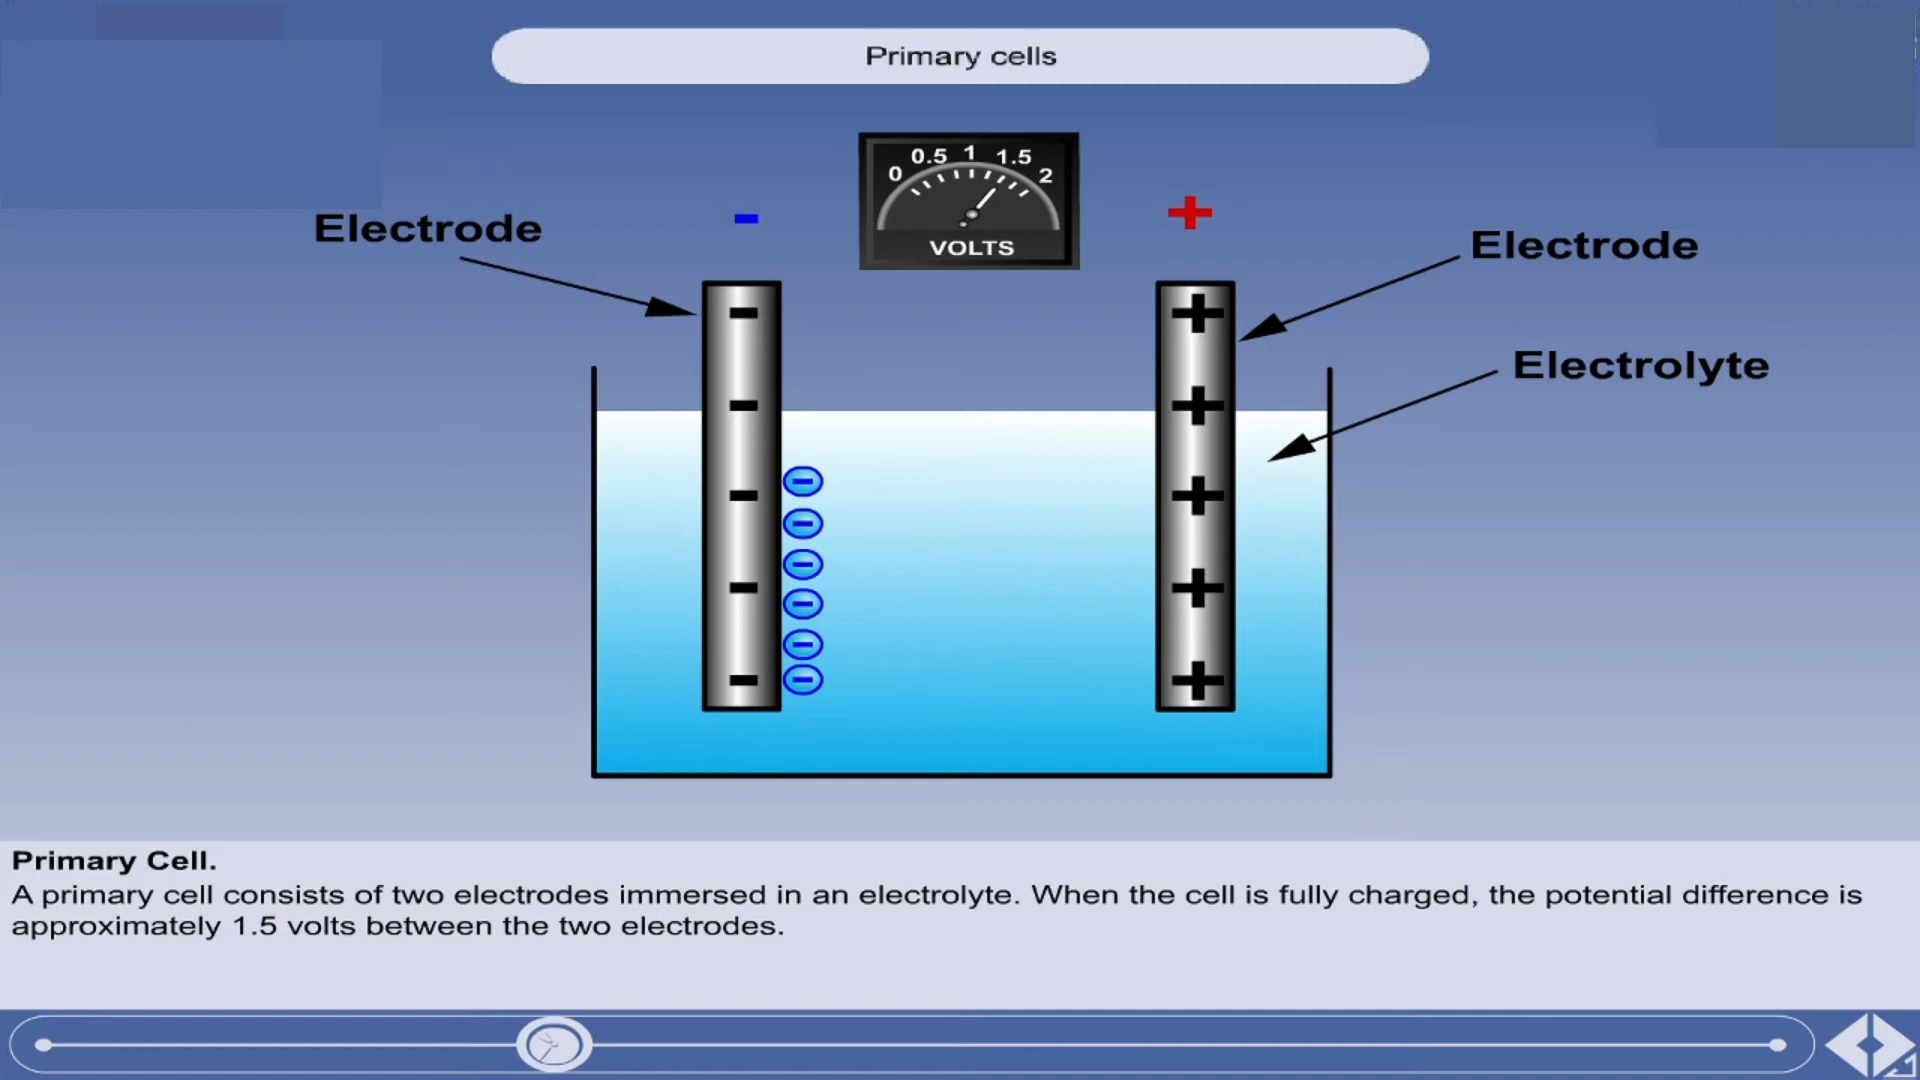 Primary cells
0 0.5 1 1.5 2
VOLTS
- +
Electrode
Electrode
Electrolyte
Primary Cell.
A primary cell consists of two electrodes immersed in an electrolyte. When the cell is fully charged, the potential difference is
approximately 1.5 volts between the two electrodes.